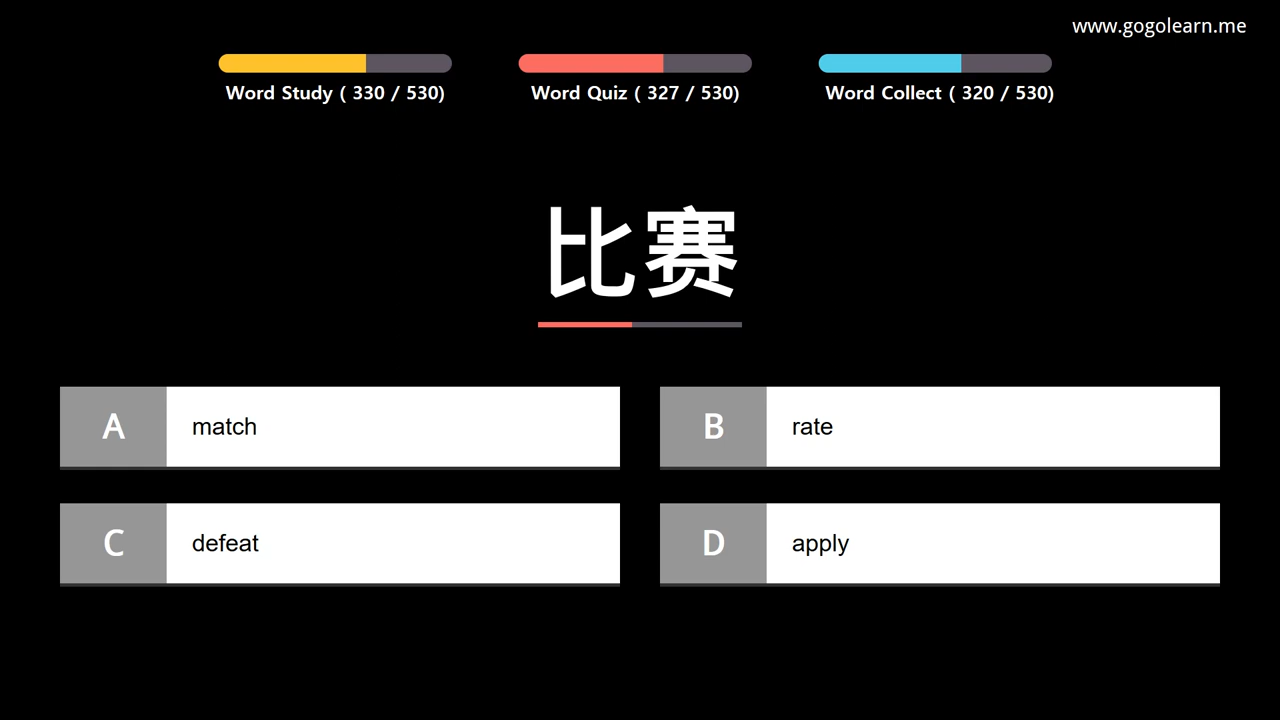 www.gogolearn.me
Word Study ( 330 / 530)
Word Quiz ( 327 / 530)
Word Collect ( 320 / 530)
比赛
A match
B rate
C defeat
D apply